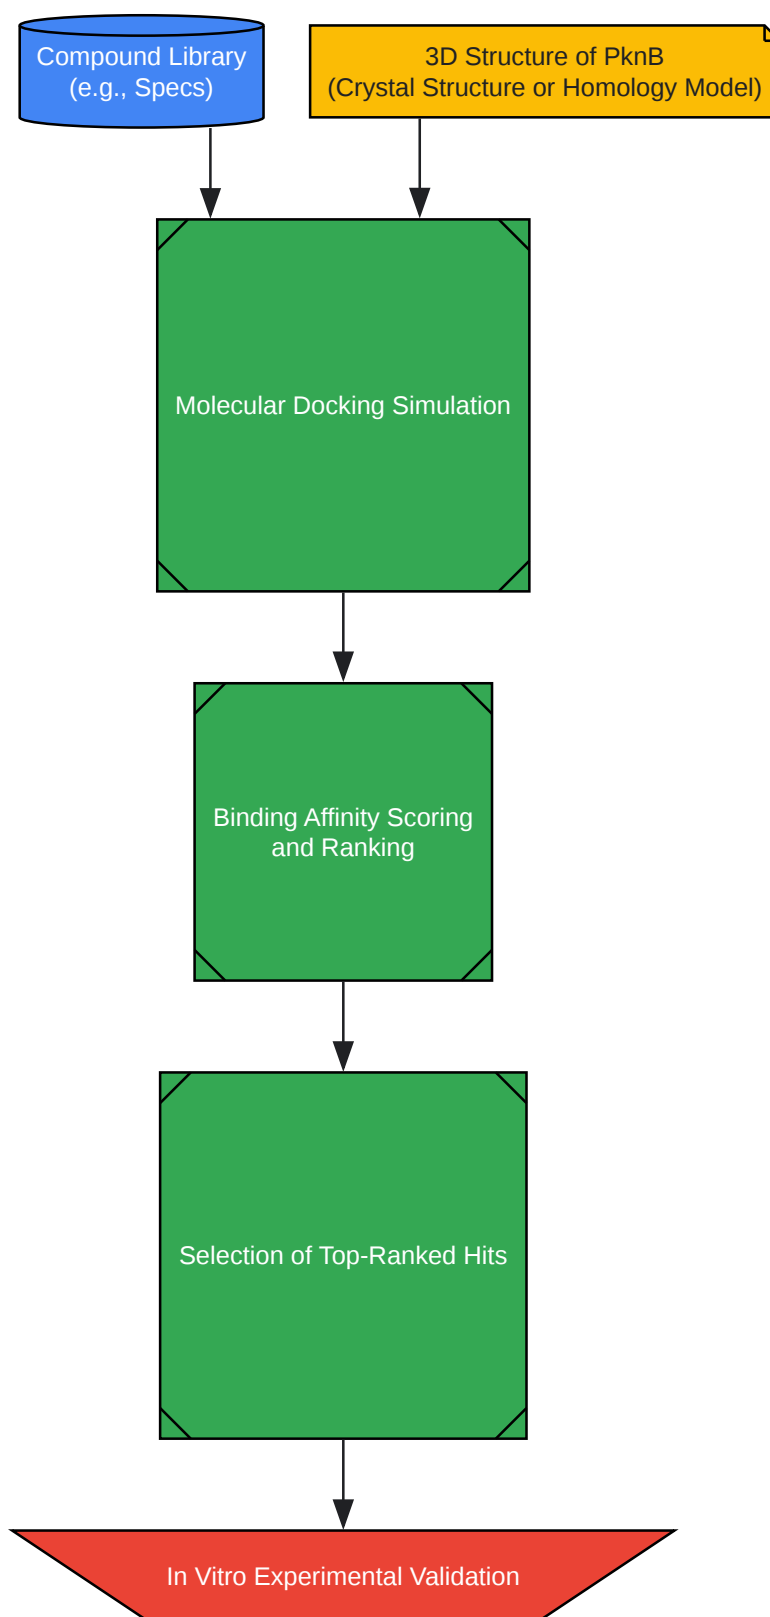 Compound Library
(e.g., Specs)
3D Structure of PknB
(Crystal Structure or Homology Model)
Molecular Docking Simulation
Binding Affinity Scoring
and Ranking
Selection of Top-Ranked Hits
In Vitro Experimental Validation